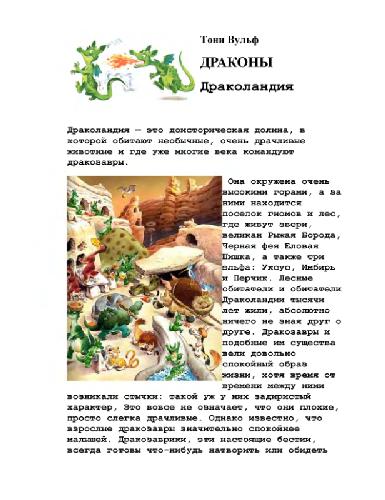 Тони Вульф
ДРАКОНЫ
Драколандия
Драколандия — это доисторическая долина, в
которой обитают необычные, очень драчливые
животные и где уже многие века командуют
дракозавры.
Она окружена очень
высокими горами, а за
ними находится
поселок гномов и лес,
где живут звери,
великан Рыжая Борода,
Черная фея Еловая
Шишка, а также три
эльфа: Укроп, Имбирь
и Перчик. Лесные
обитатели и обитатели
Драколандии тысячи
лет жили, абсолютно
ничего не зная друг о
друге. Дракозавры и
подобные им существа
вели довольно
спокойный образ
жизни, хотя время от
времени между ними
возникали стычки: такой уж у них задиристый
характер, Это вовсе не означает, что они плохие,
просто слегка драчливые. Однако известно, что
взрослые дракозавры значительно спокойнее
малышей. Дракозаврики, эти настоящие бестии,
всегда готовы что-нибудь натворить или обидеть